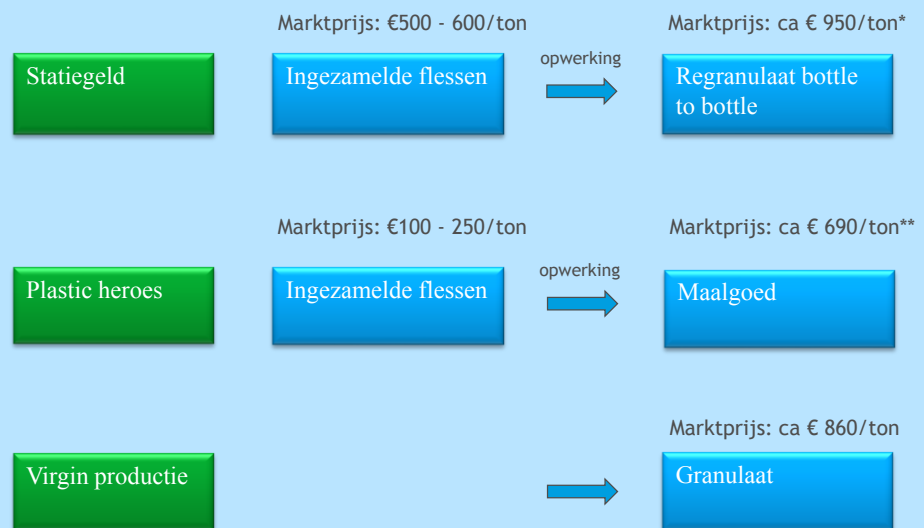 Marktprijs: €500 - 600/ton
Marktprijs: ca € 950/ton*
Statiegeld
Ingezamelde flessen
opwerking
Regranulaat bottle
to bottle
Marktprijs: €100 - 250/ton
Marktprijs: ca € 690/ton**
Plastic heroes
Ingezamelde flessen
opwerking
Maalgoed
Marktprijs: ca € 860/ton
Virgin productie
Granulaat